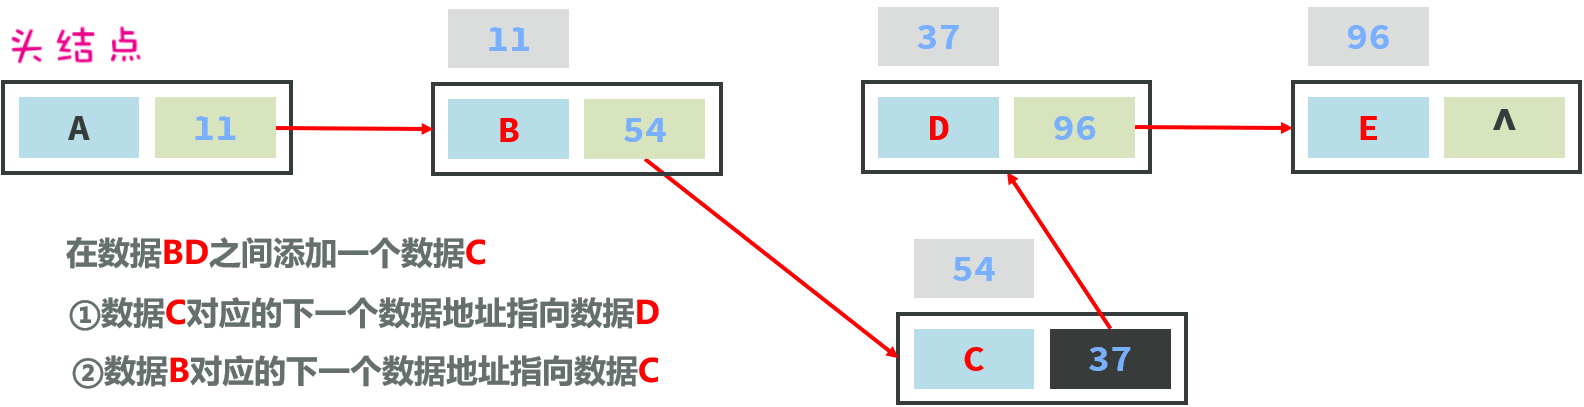 11 37 96
头结点
A 11 B 54 D 96 E ^
在数据BD之间添加一个数据C
54
①数据C对应的下一个数据地址指向数据D
②数据B对应的下一个数据地址指向数据C
C 37